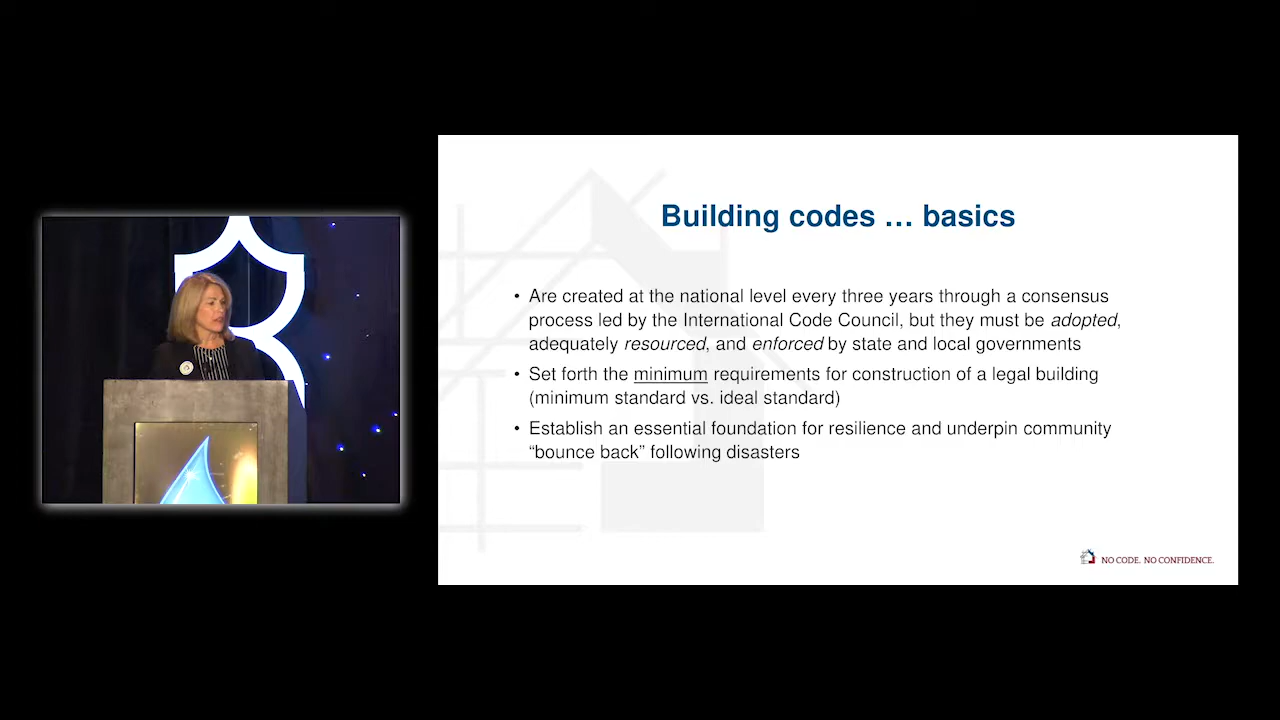 Building codes … basics
• Are created at the national level every three years through a consensus
process led by the International Code Council, but they must be adopted,
adequately resourced, and enforced by state and local governments
• Set forth the minimum requirements for construction of a legal building
(minimum standard vs. ideal standard)
• Establish an essential foundation for resilience and underpin community
“bounce back” following disasters
NO CODE. NO CONFIDENCE.